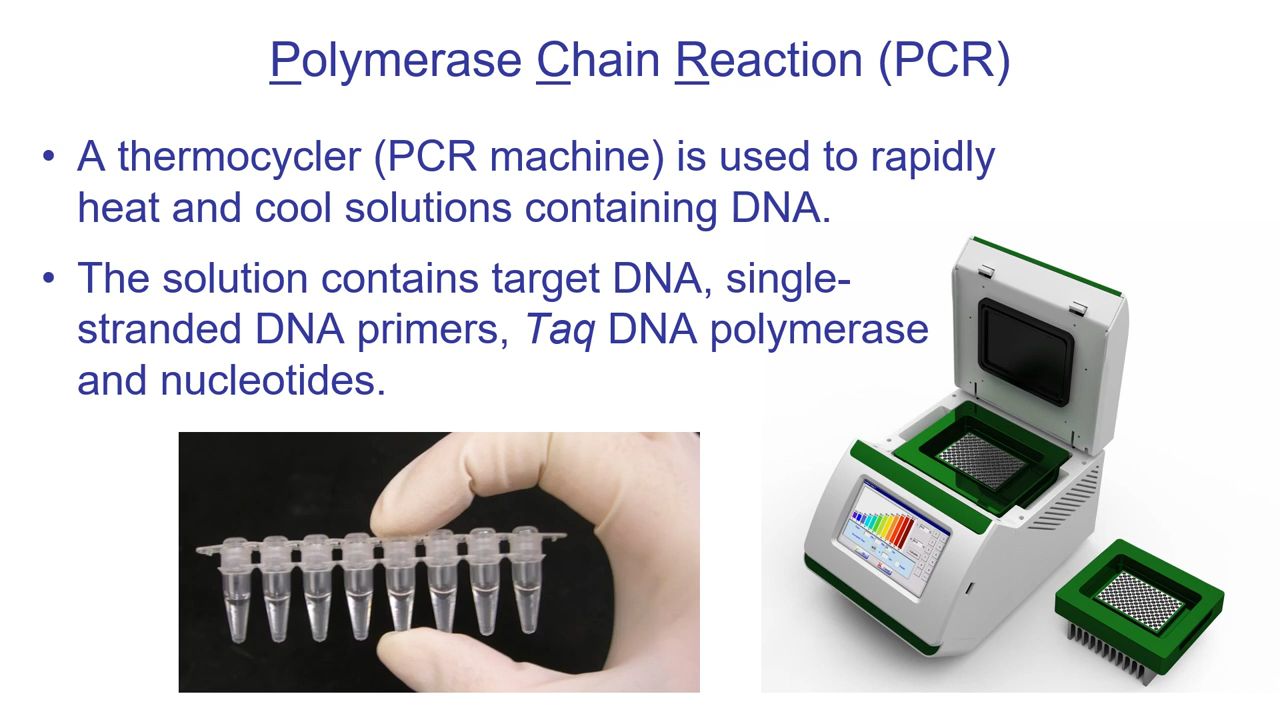 Polymerase Chain Reaction (PCR)
• A thermocycler (PCR machine) is used to rapidly
heat and cool solutions containing DNA.
• The solution contains target DNA, single-
stranded DNA primers, Taq DNA polymerase
and nucleotides.